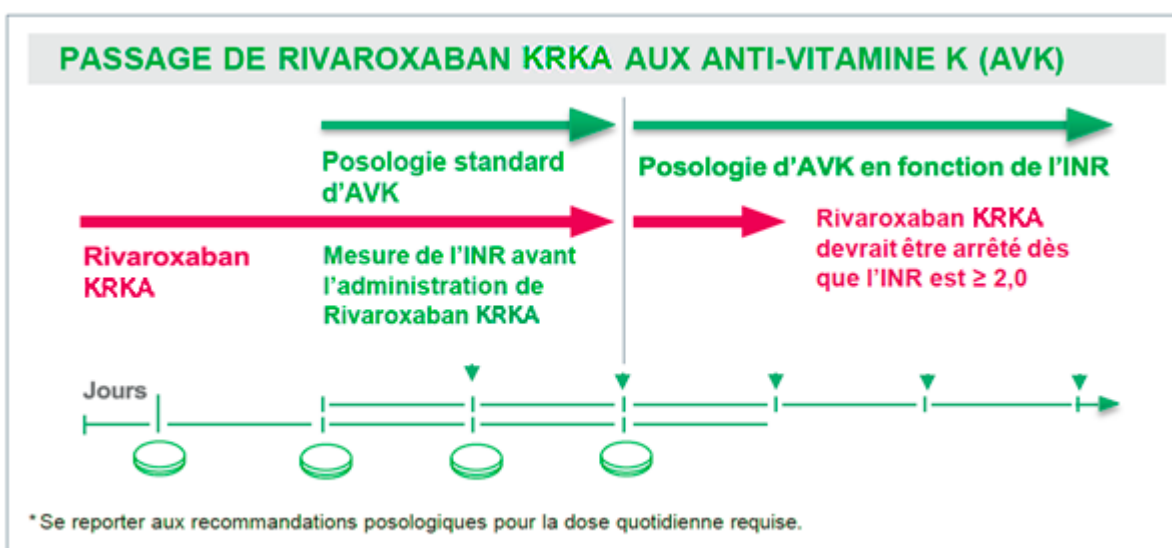 PASSAGE DE RIVAROXABAN KRKA AUX ANTI-VITAMINE K (AVK)
Posologie standard
d'AVK
Posologie d'AVK en fonction de l'INR
Rivaroxaban
KRKA
Mesure de l'INR avant
l'administration de
Rivaroxaban KRKA
Rivaroxaban KRKA
devrait être arrêté dès
que l'INR est ≥ 2,0
Jours
* Se reporter aux recommandations posologiques pour la dose quotidienne requise.